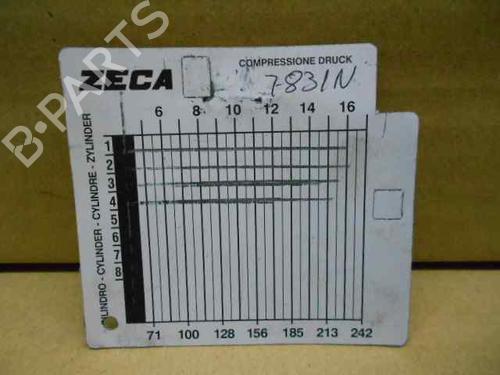 B-PARTS
ZECA
COMPRESSIONE DRUCK
7831N
6 8 10 12 14 16
CILINDRO - CYLINDER - CYLINDRE - ZYLINDER
1
2
3
4
5
6
7
8
71 100 128 156 185 213 242